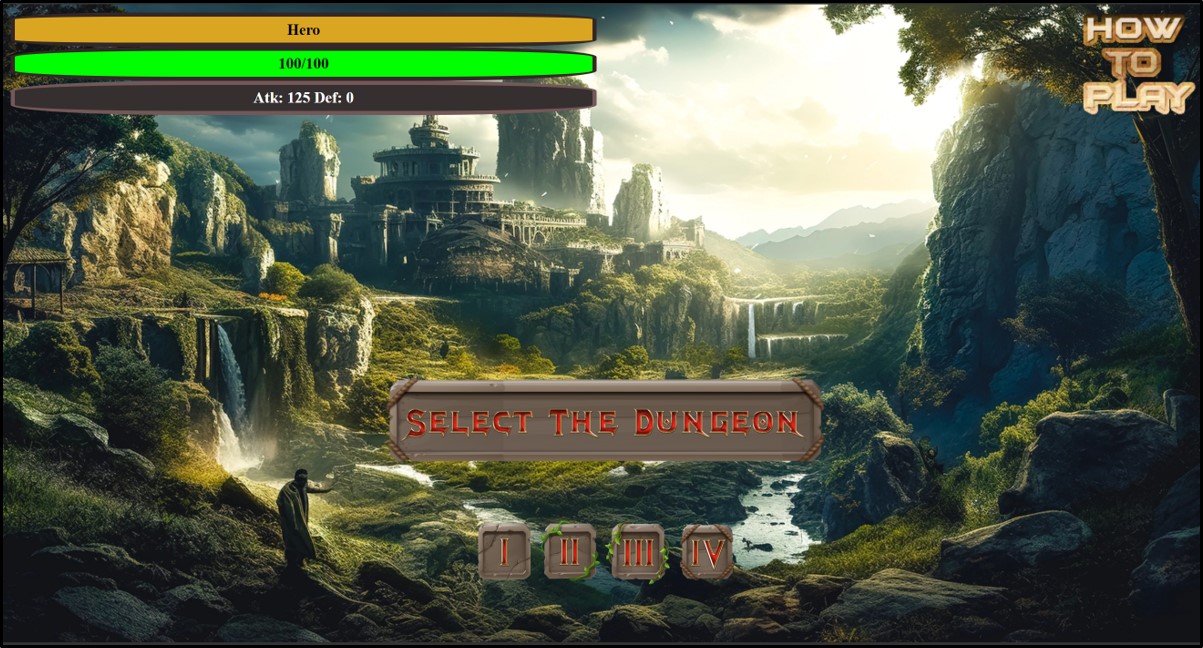 Hero
100/100
Atk: 125 Def: 0
HOW
TO
PLAY
SELECT THE DUNGEON
I II III IV